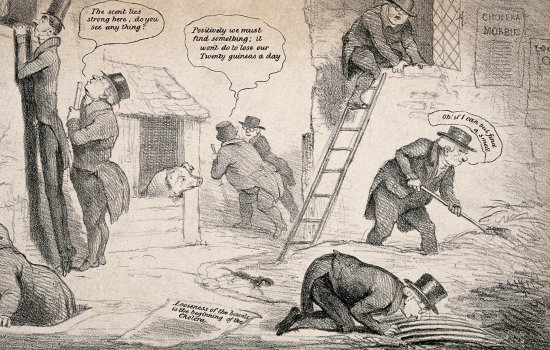 The scent lies
strong here; do you
see any thing?
Positively we must
find something; it
wont do to lose our
Twenty guineas a day
CHOLERA
MORBUS
Oh! if I can but find
a smell
Looseness of the bowels
is the beginning of the
Cholera.